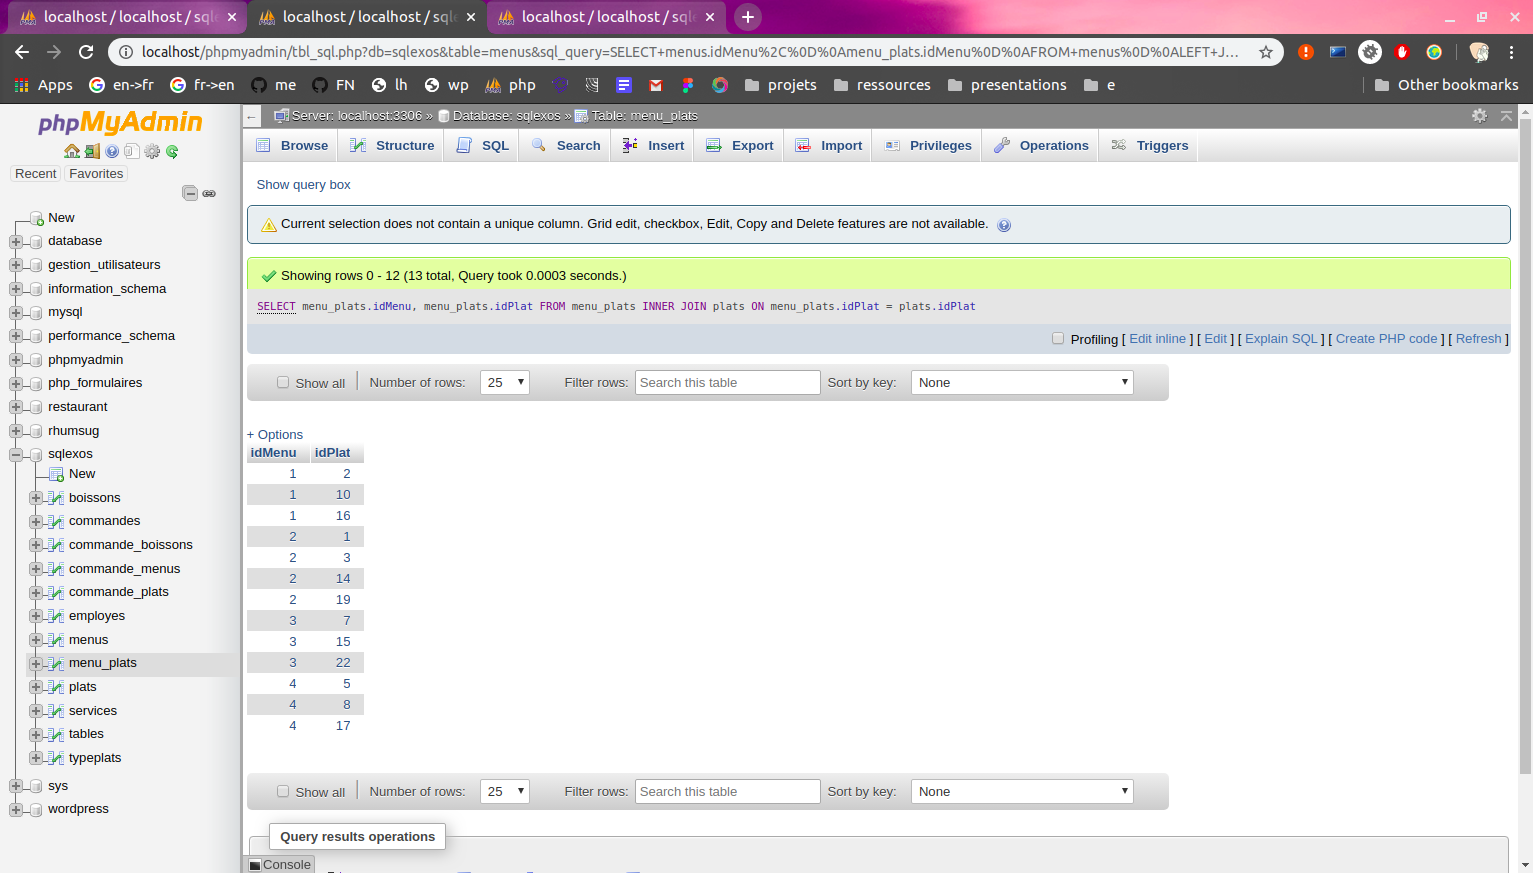 localhost / localhost / sqle
localhost / localhost / sqle
localhost / localhost / sqle
localhost/phpmyadmin/tbl_sql.php?db=sqlexos&table=menus&sql_query=SELECT+menus.idMenu%2C%0D%0Amenu_plats.idMenu%0D%0AFROM+menus%0D%0ALEFT+J...
Apps
en->fr
fr->en
me
FN
lh
wp
php
projets
ressources
presentations
e
Other bookmarks
phpMyAdmin
Recent
Favorites
New
database
gestion_utilisateurs
information_schema
mysql
performance_schema
phpmyadmin
php_formulaires
restaurant
rhumsug
sqlexos
New
boissons
commandes
commande_boissons
commande_menus
commande_plats
employes
menus
menu_plats
plats
services
tables
typeplats
sys
wordpress
Server: localhost:3306 » Database: sqlexos » Table: menu_plats
Browse
Structure
SQL
Search
Insert
Export
Import
Privileges
Operations
Triggers
Show query box
Current selection does not contain a unique column. Grid edit, checkbox, Edit, Copy and Delete features are not available.
Showing rows 0 - 12 (13 total, Query took 0.0003 seconds.)
SELECT menu_plats.idMenu, menu_plats.idPlat FROM menu_plats INNER JOIN plats ON menu_plats.idPlat = plats.idPlat
Profiling [ Edit inline ] [ Edit ] [ Explain SQL ] [ Create PHP code ] [ Refresh ]
Show all
Number of rows: 25
Filter rows: Search this table
Sort by key: None
+ Options
idMenu idPlat
1 2
1 10
1 16
2 1
2 3
2 14
2 19
3 7
3 15
3 22
4 5
4 8
4 17
Show all
Number of rows: 25
Filter rows: Search this table
Sort by key: None
Query results operations
Console